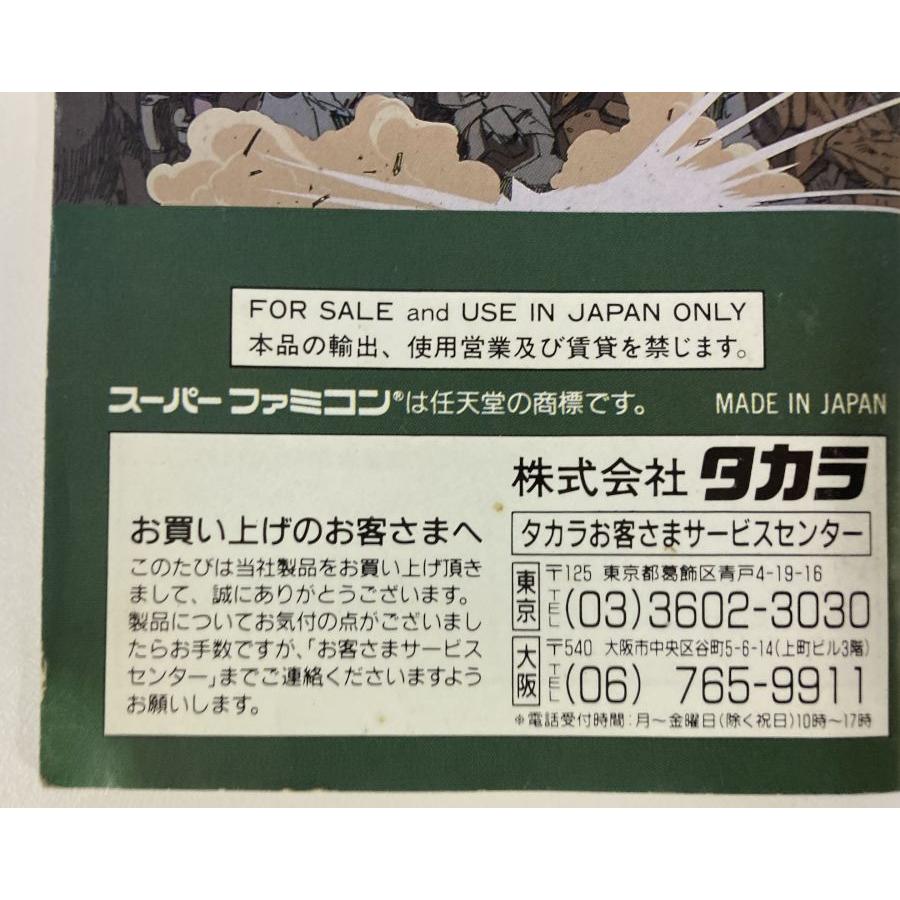 FOR SALE and USE IN JAPAN ONLY
本品の輸出、使用営業及び賃貸を禁じます。
スーパーファミコン®は任天堂の商標です。 MADE IN JAPAN
株式会社 タカラ
お買い上げのお客さまへ
このたびは当社製品をお買い上げ頂き
まして、誠にありがとうございます。
製品についてお気付の点がございまし
たらお手数ですが、「お客さまサービス
センター」までご連絡くださいますよう
お願いします。
タカラお客さまサービスセンター
東京 〒125 東京都葛飾区青戸4-19-16
TEL (03)3602-3030
大阪 〒540 大阪市中央区谷町5-6-14(上町ビル3階)
TEL (06) 765-9911
※電話受付時間:月〜金曜日(除く祝日)10時〜17時